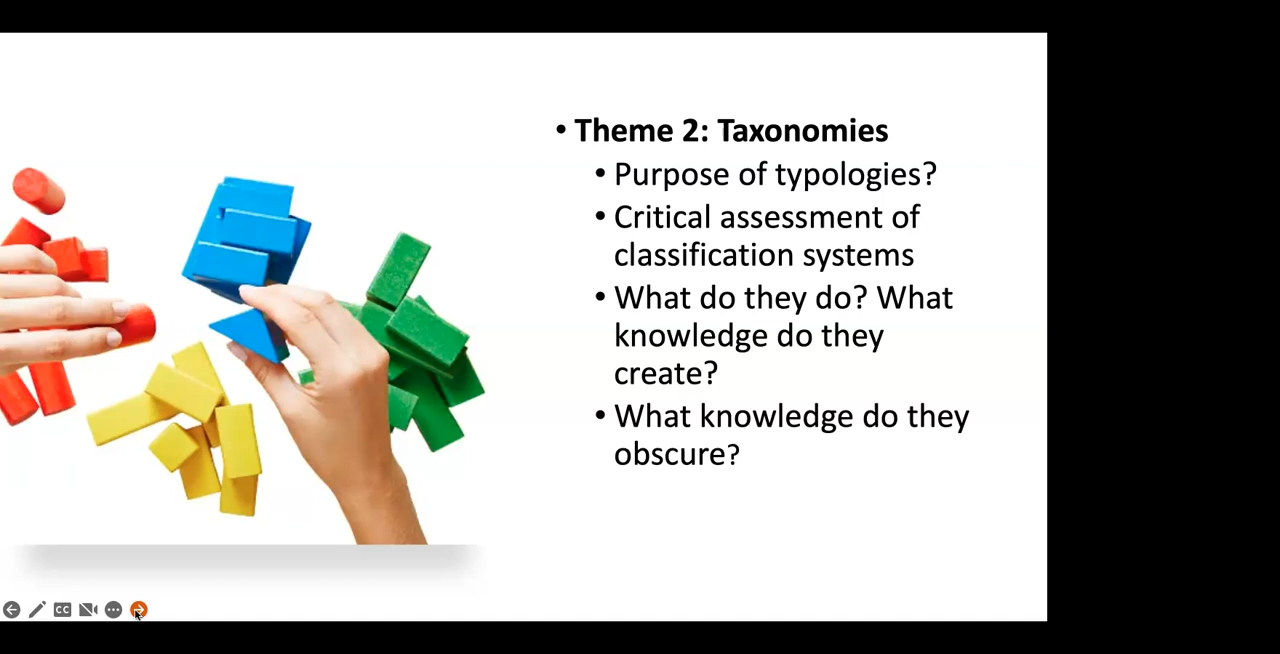 • Theme 2: Taxonomies
• Purpose of typologies?
• Critical assessment of
classification systems
• What do they do? What
knowledge do they
create?
• What knowledge do they
obscure?
CC